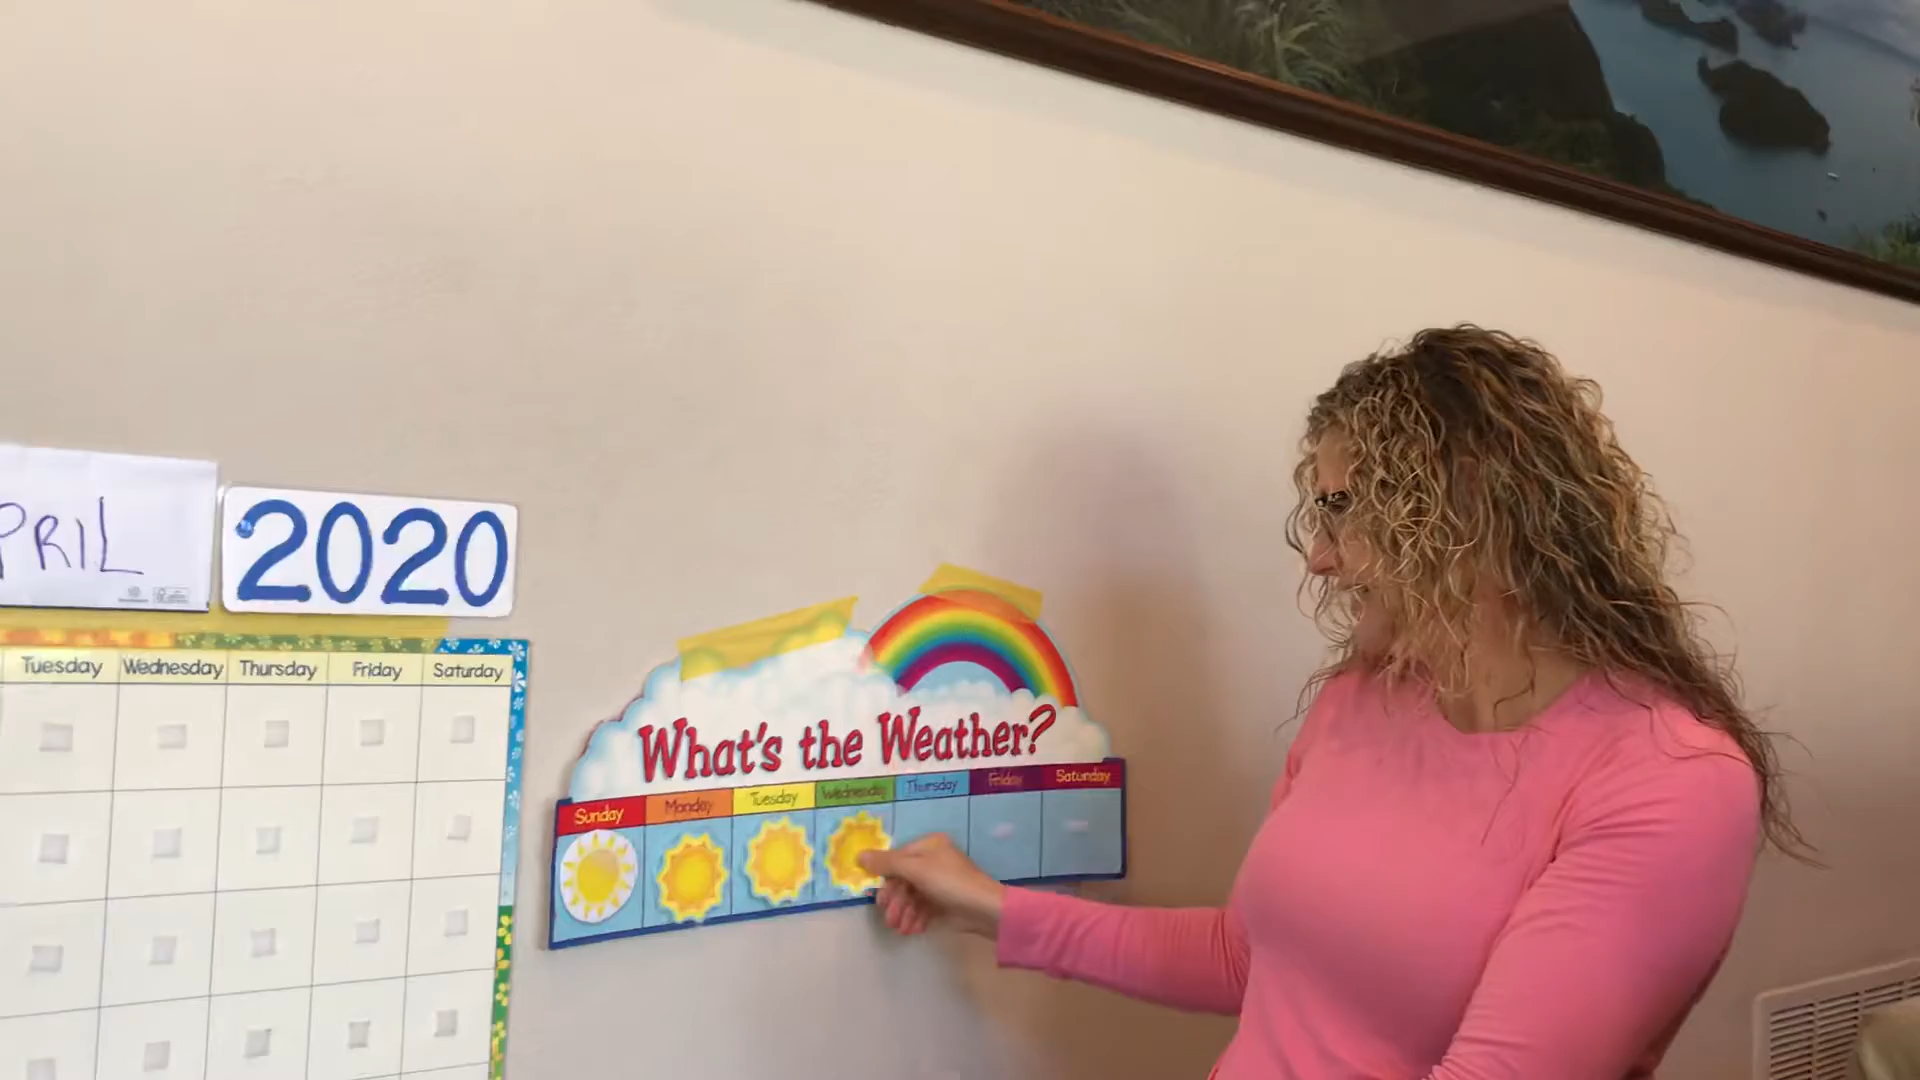 PRIL
2020
Tuesday Wednesday Thursday Friday Saturday
What's the Weather?
Sunday Monday Tuesday Wednesday Thursday Friday Saturday